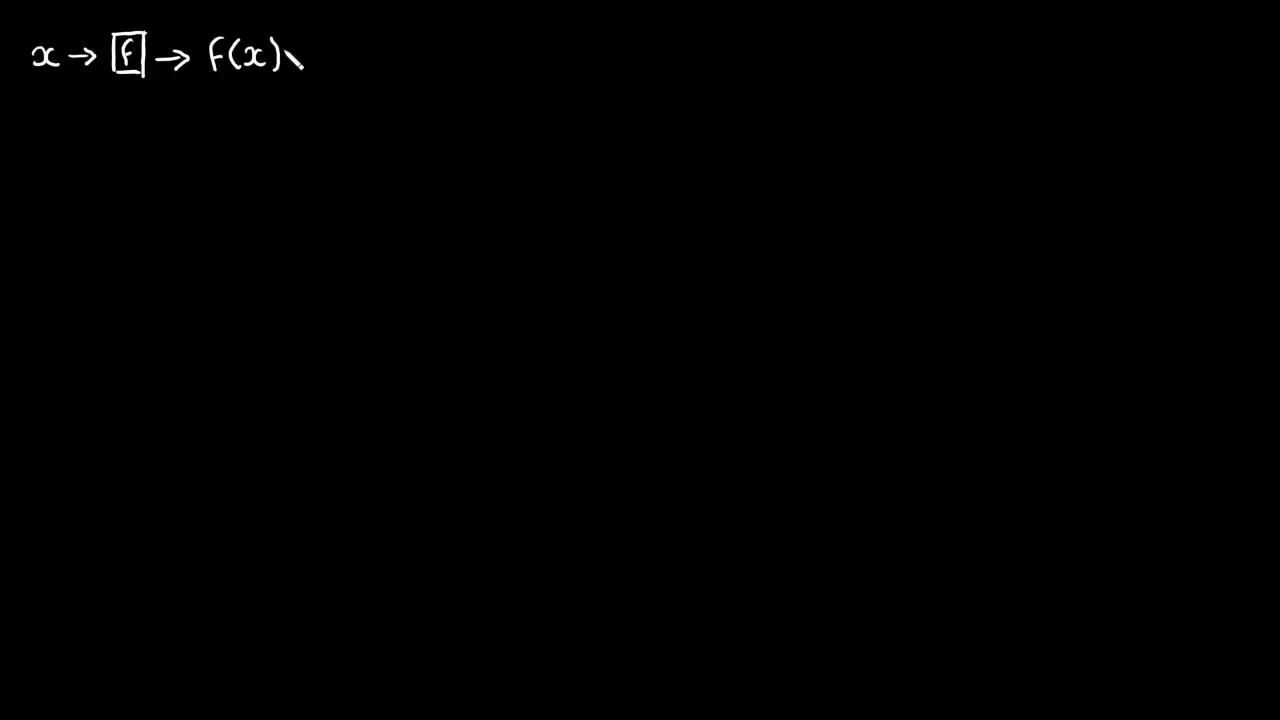 x → f → f(x)